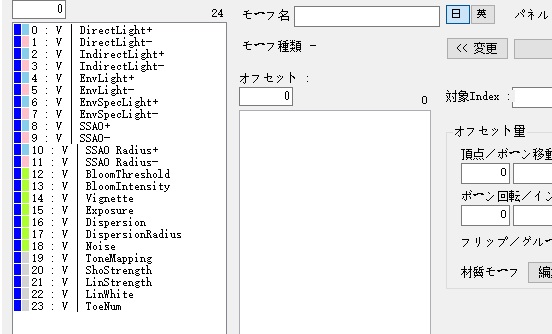 0
24
0 : V | DirectLight+
1 : V | DirectLight-
2 : V | IndirectLight+
3 : V | IndirectLight-
4 : V | EnvLight+
5 : V | EnvLight-
6 : V | EnvSpecLight+
7 : V | EnvSpecLight-
8 : V | SSAO+
9 : V | SSAO-
10 : V | SSAO Radius+
11 : V | SSAO Radius-
12 : V | BloomThreshold
13 : V | BloomIntensity
14 : V | Vignette
15 : V | Exposure
16 : V | Dispersion
17 : V | DispersionRadius
18 : V | Noise
19 : V | ToneMapping
20 : V | ShoStrength
21 : V | LinStrength
22 : V | LinWhite
23 : V | ToeNum
モーフ名
日 英
パネル
モーフ種類 -
<< 変更
オフセット :
0
0
対象Index :
オフセット量
頂点/ボーン移動
0
ボーン回転/イン
0
フリップ/グルー
材質モーフ
編